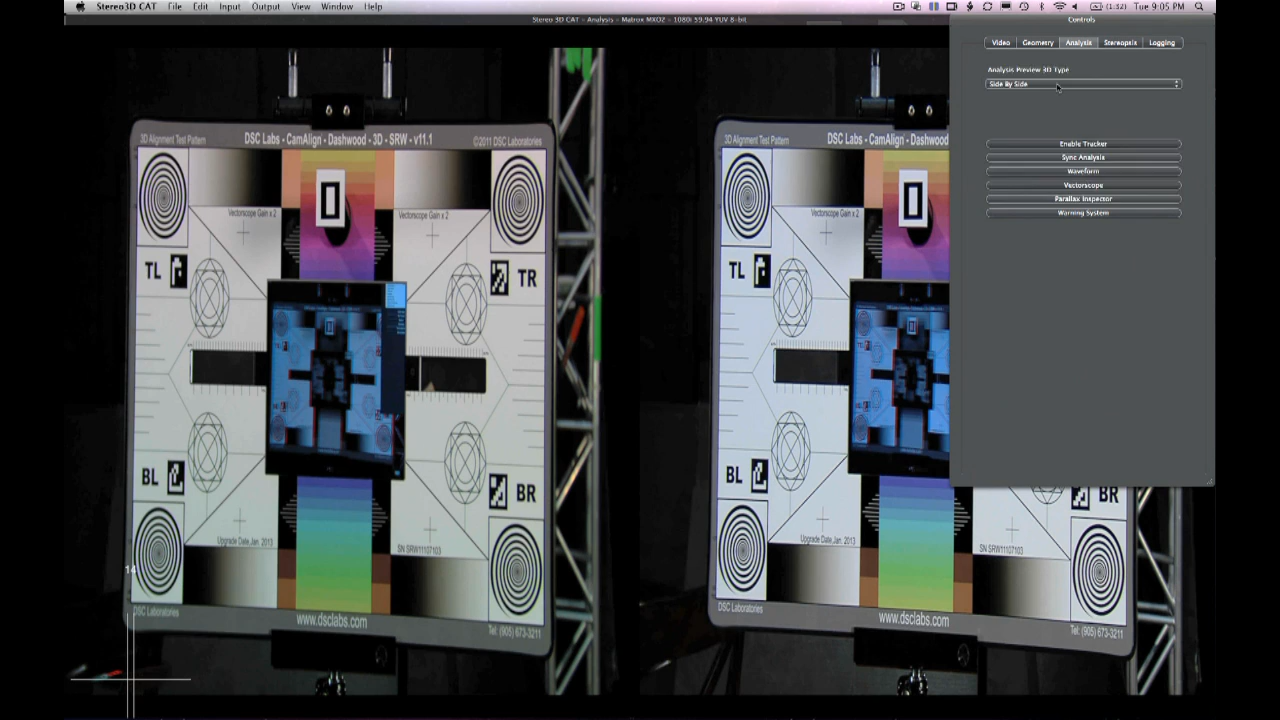 Stereo3D CAT File Edit Input Output View Window Help (1:32) Tue 9:05 PM
Stereo 3D CAT - Analysis - Matrox MXO2 - 1080i 59.94 YUV 8-bit
Controls
Video Geometry Analysis Stereopsis Logging
Analysis Preview 3D Type
Side By Side
Enable Tracker
Sync Analysis
Waveform
Vectorscope
Parallax Inspector
Warning System
3D Alignment Test Pattern DSC Labs - CamAlign - Dashwood - 3D - SRW - v11.1 ©2011 DSC Laboratories
Vectorscope Gain x 2 Vectorscope Gain x 2
TL TR
BL BR
Upgrade Date, Jan. 2013 SN SRW11107103
DSC Laboratories www.dsclabs.com Tel: (905) 673-3211
14
3D Alignment Test Pattern DSC Labs - CamAlign - Dashwood
Vectorscope Gain x 2
TL
BL BR
Upgrade Date, Jan. 2013 SN SRW11107103
DSC Laboratories www.dsclabs.com Tel: (905) 673-3211